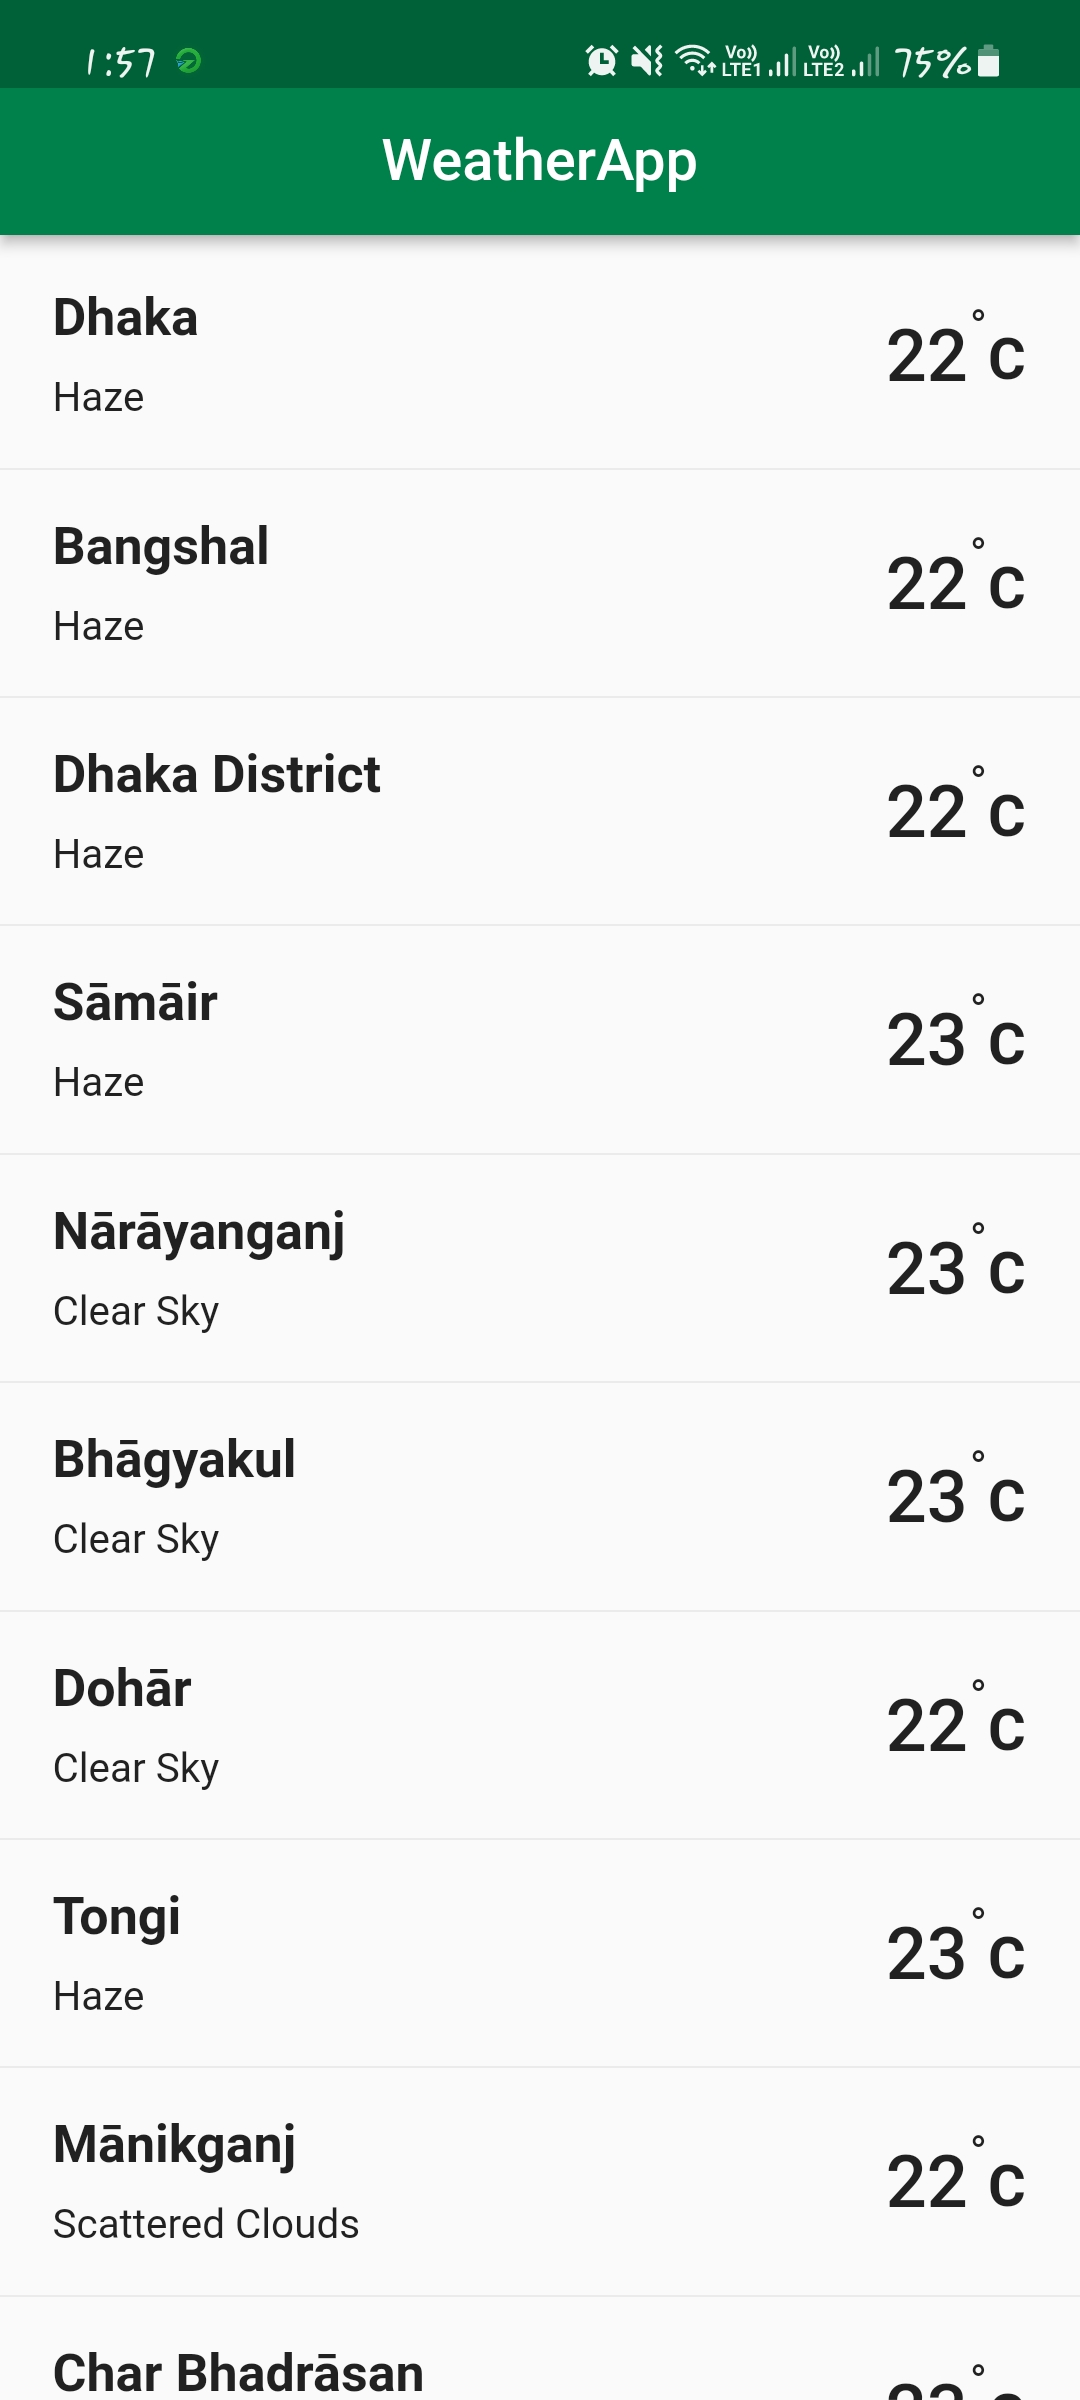 1:57 Vo)) LTE1 Vo)) LTE2 75%
WeatherApp
Dhaka
22°c
Haze
Bangshal
22°c
Haze
Dhaka District
22°c
Haze
Sāmāir
23°c
Haze
Nārāyanganj
23°c
Clear Sky
Bhāgyakul
23°c
Clear Sky
Dohār
22°c
Clear Sky
Tongi
23°c
Haze
Mānikganj
22°c
Scattered Clouds
Char Bhadrāsan